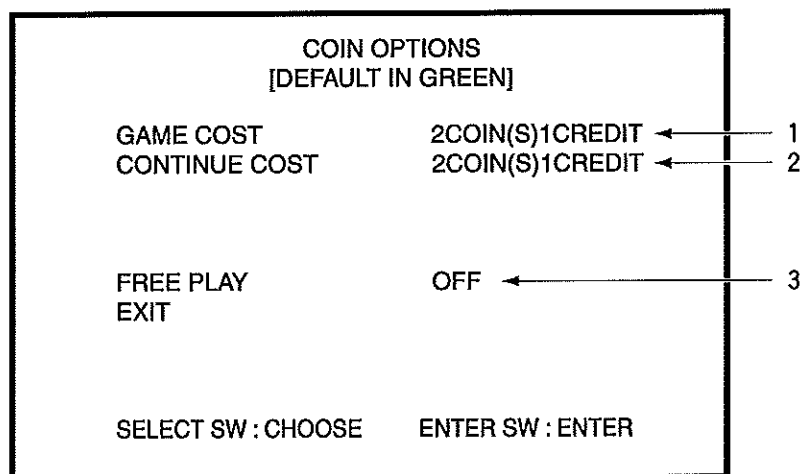 COIN OPTIONS
[DEFAULT IN GREEN]
GAME COST 2COIN(S)1CREDIT 1
CONTINUE COST 2COIN(S)1CREDIT 2
FREE PLAY OFF 3
EXIT
SELECT SW : CHOOSE ENTER SW : ENTER